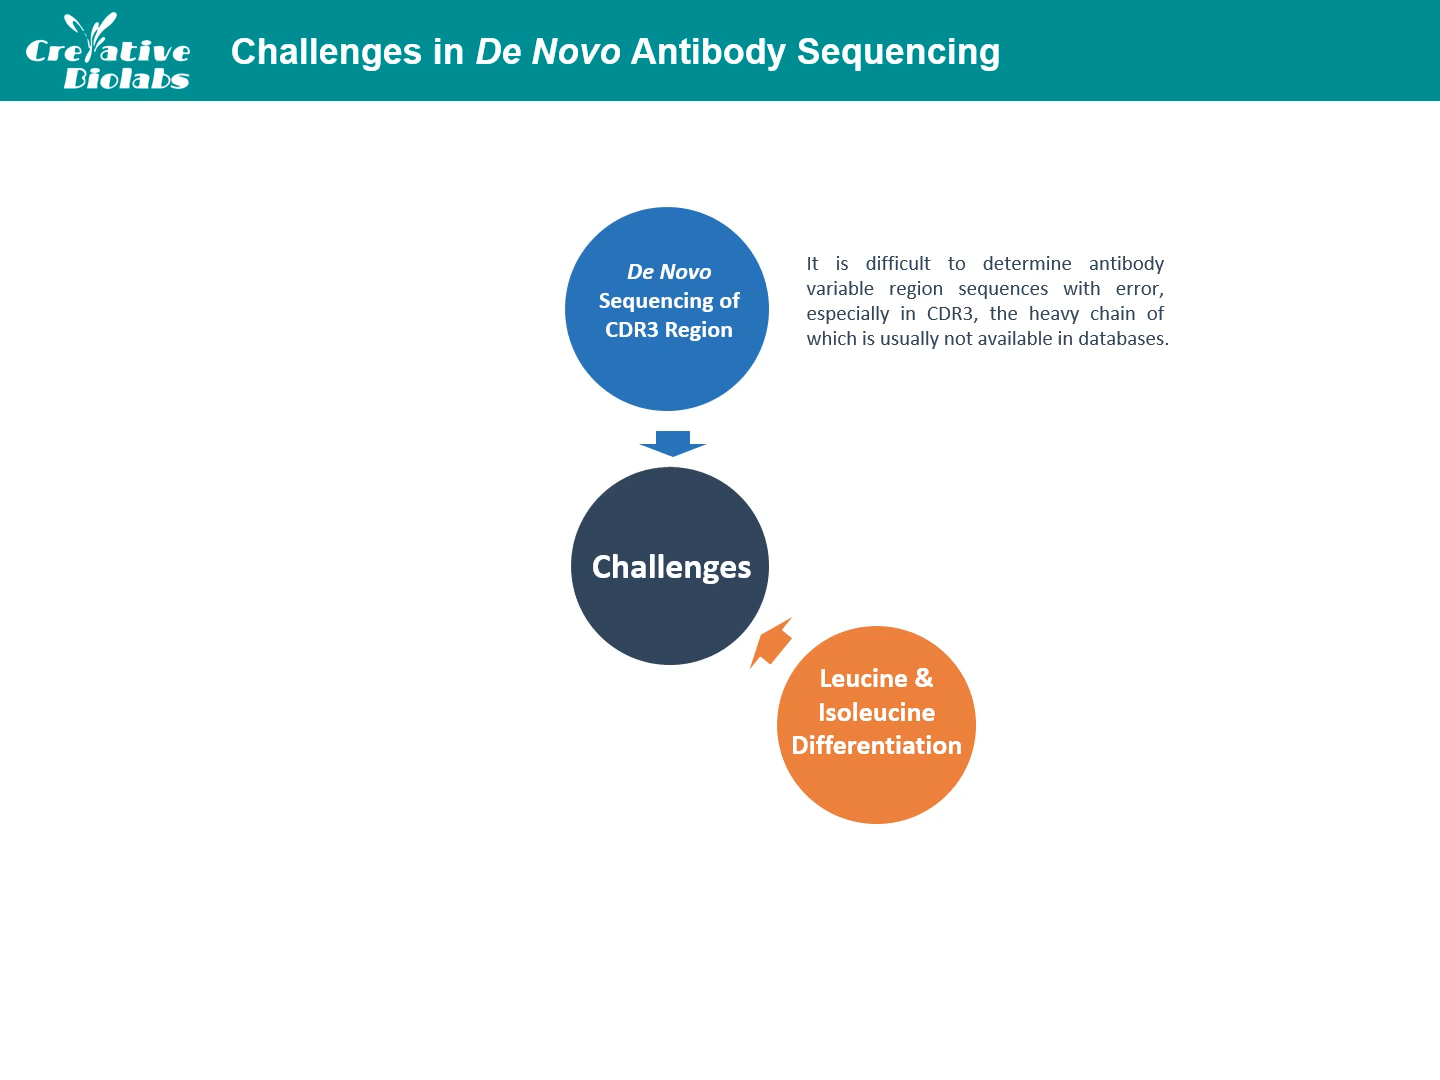 Creative
Biolabs
Challenges in De Novo Antibody Sequencing
De Novo
Sequencing of
CDR3 Region
It is difficult to determine antibody
variable region sequences with error,
especially in CDR3, the heavy chain of
which is usually not available in databases.
Challenges
Leucine &
Isoleucine
Differentiation